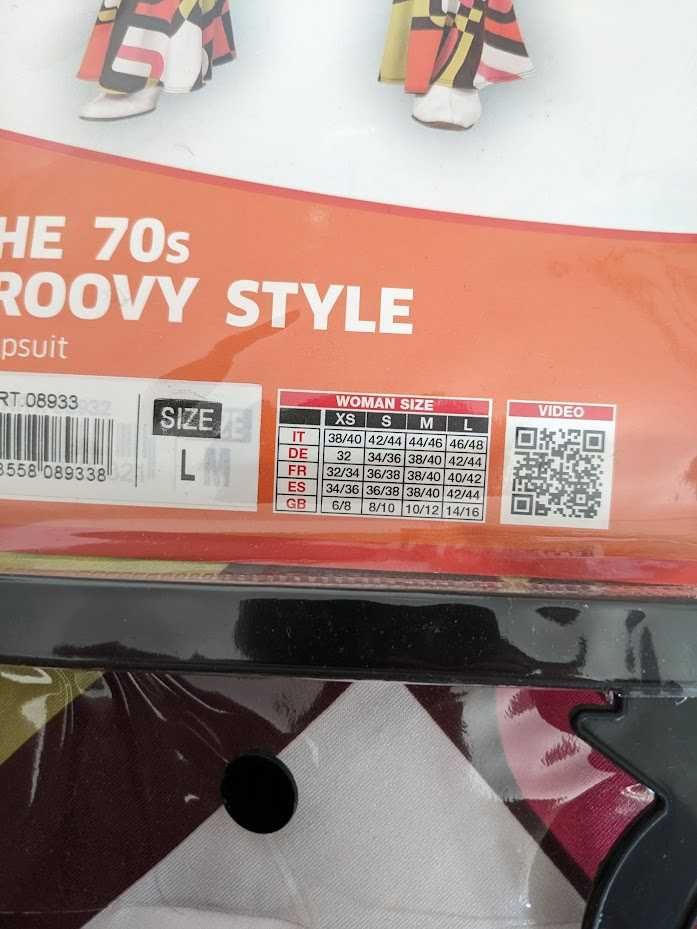 HE 70s
ROOVY STYLE
psuit
RT.08933
SIZE
L
3558 089338
WOMAN SIZE
XS S M L
IT 38/40 42/44 44/46 46/48
DE 32 34/36 38/40 42/44
FR 32/34 36/38 38/40 40/42
ES 34/36 36/38 38/40 42/44
GB 6/8 8/10 10/12 14/16
VIDEO